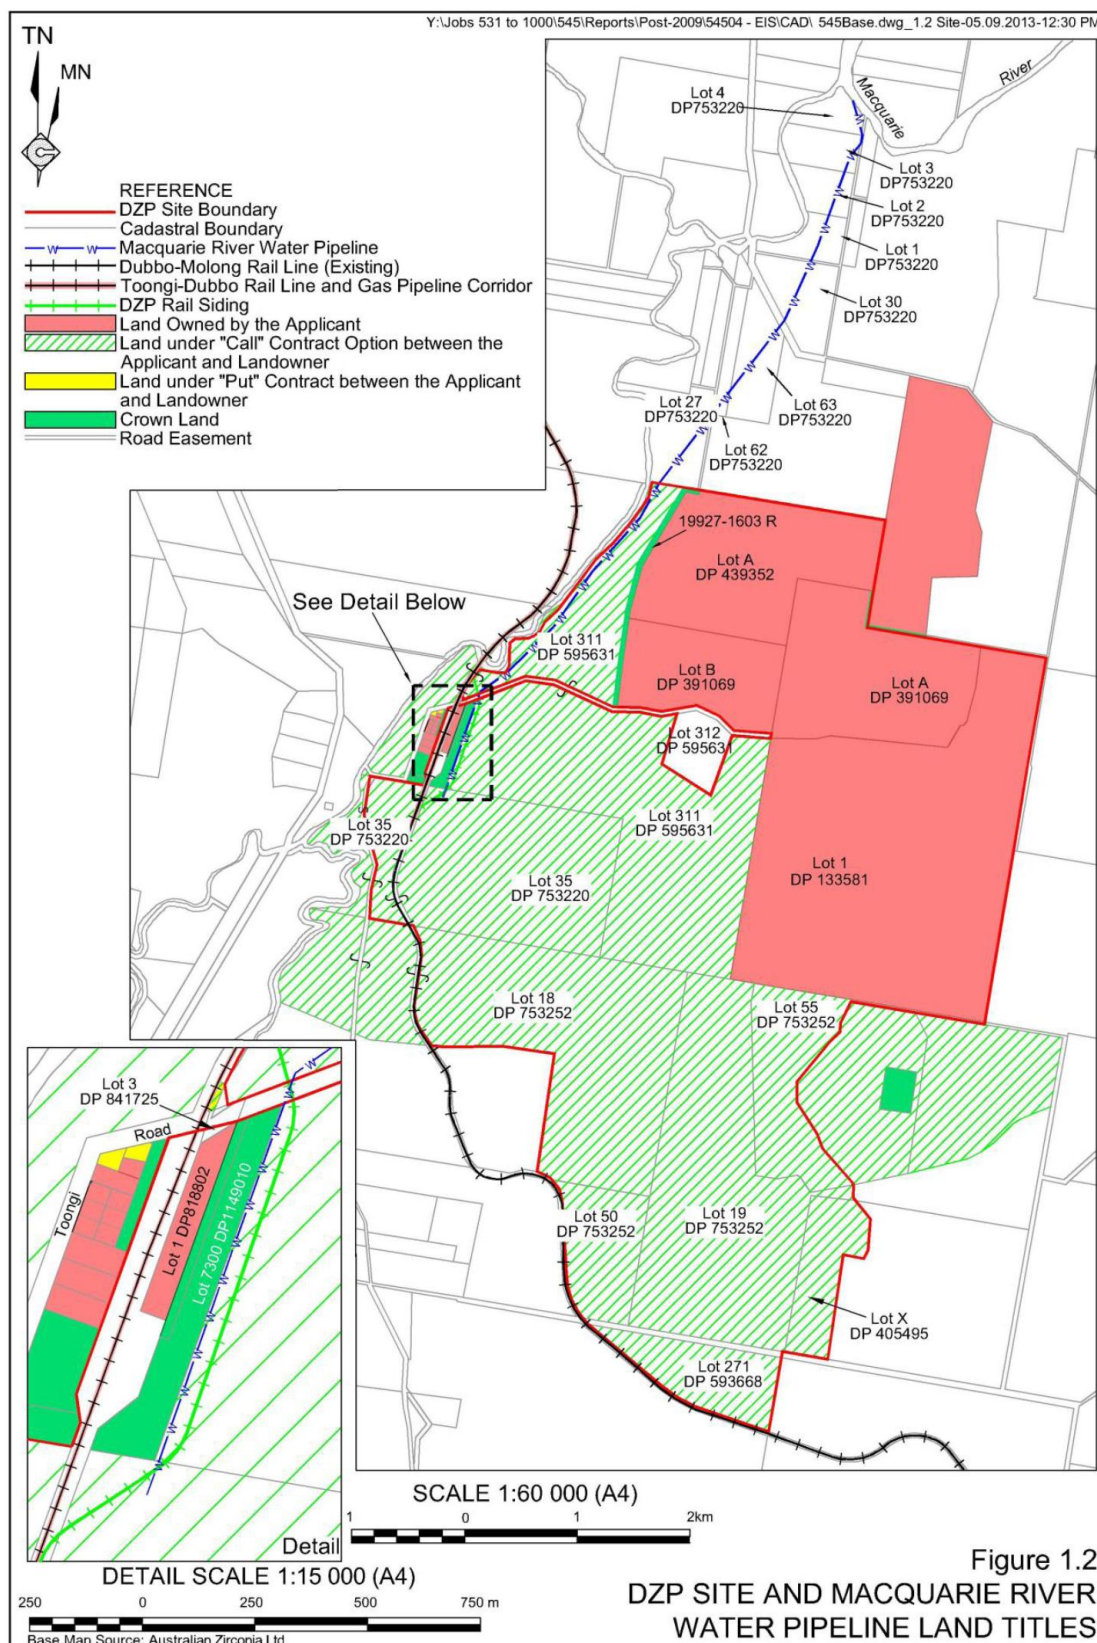 Y:\Jobs 531 to 1000\545\Reports\Post-2009\54504 - EIS\CAD\ 545Base.dwg_1.2 Site-05.09.2013-12:30 PM
TN
MN
REFERENCE
DZP Site Boundary
Cadastral Boundary
W W Macquarie River Water Pipeline
Dubbo-Molong Rail Line (Existing)
Toongi-Dubbo Rail Line and Gas Pipeline Corridor
DZP Rail Siding
Land Owned by the Applicant
Land under "Call" Contract Option between the
Applicant and Landowner
Land under "Put" Contract between the Applicant
and Landowner
Crown Land
Road Easement
Macquarie
River
Lot 4
DP753220
Lot 3
DP753220
Lot 2
DP753220
Lot 1
DP753220
Lot 30
DP753220
Lot 63
DP753220
Lot 27
DP753220
Lot 62
DP753220
19927-1603 R
Lot A
DP 439352
See Detail Below
Lot 311
DP 595631
Lot B
DP 391069
Lot A
DP 391069
Lot 312
DP 595631
Lot 311
DP 595631
Lot 35
DP 753220
Lot 1
DP 133581
Lot 35
DP 753220
Lot 18
DP 753252
Lot 55
DP 753252
Lot 50
DP 753252
Lot 19
DP 753252
Lot X
DP 405495
Lot 271
DP 593668
Lot 3
DP 841725
Road
Toongi
Lot 1 DP818802
Lot 7300 DP1149010
Detail
SCALE 1:60 000 (A4)
1 0 1 2km
DETAIL SCALE 1:15 000 (A4)
250 0 250 500 750 m
Base Map Source: Australian Zirconia Ltd
Figure 1.2
DZP SITE AND MACQUARIE RIVER
WATER PIPELINE LAND TITLES